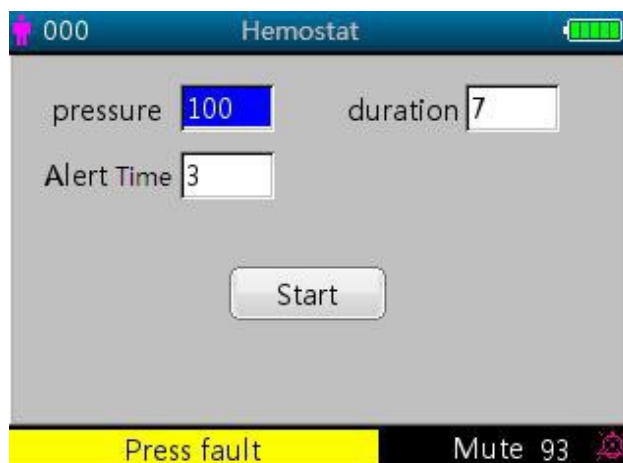 000 Hemostat
pressure 100 duration 7
Alert Time 3
Start
Press fault Mute 93